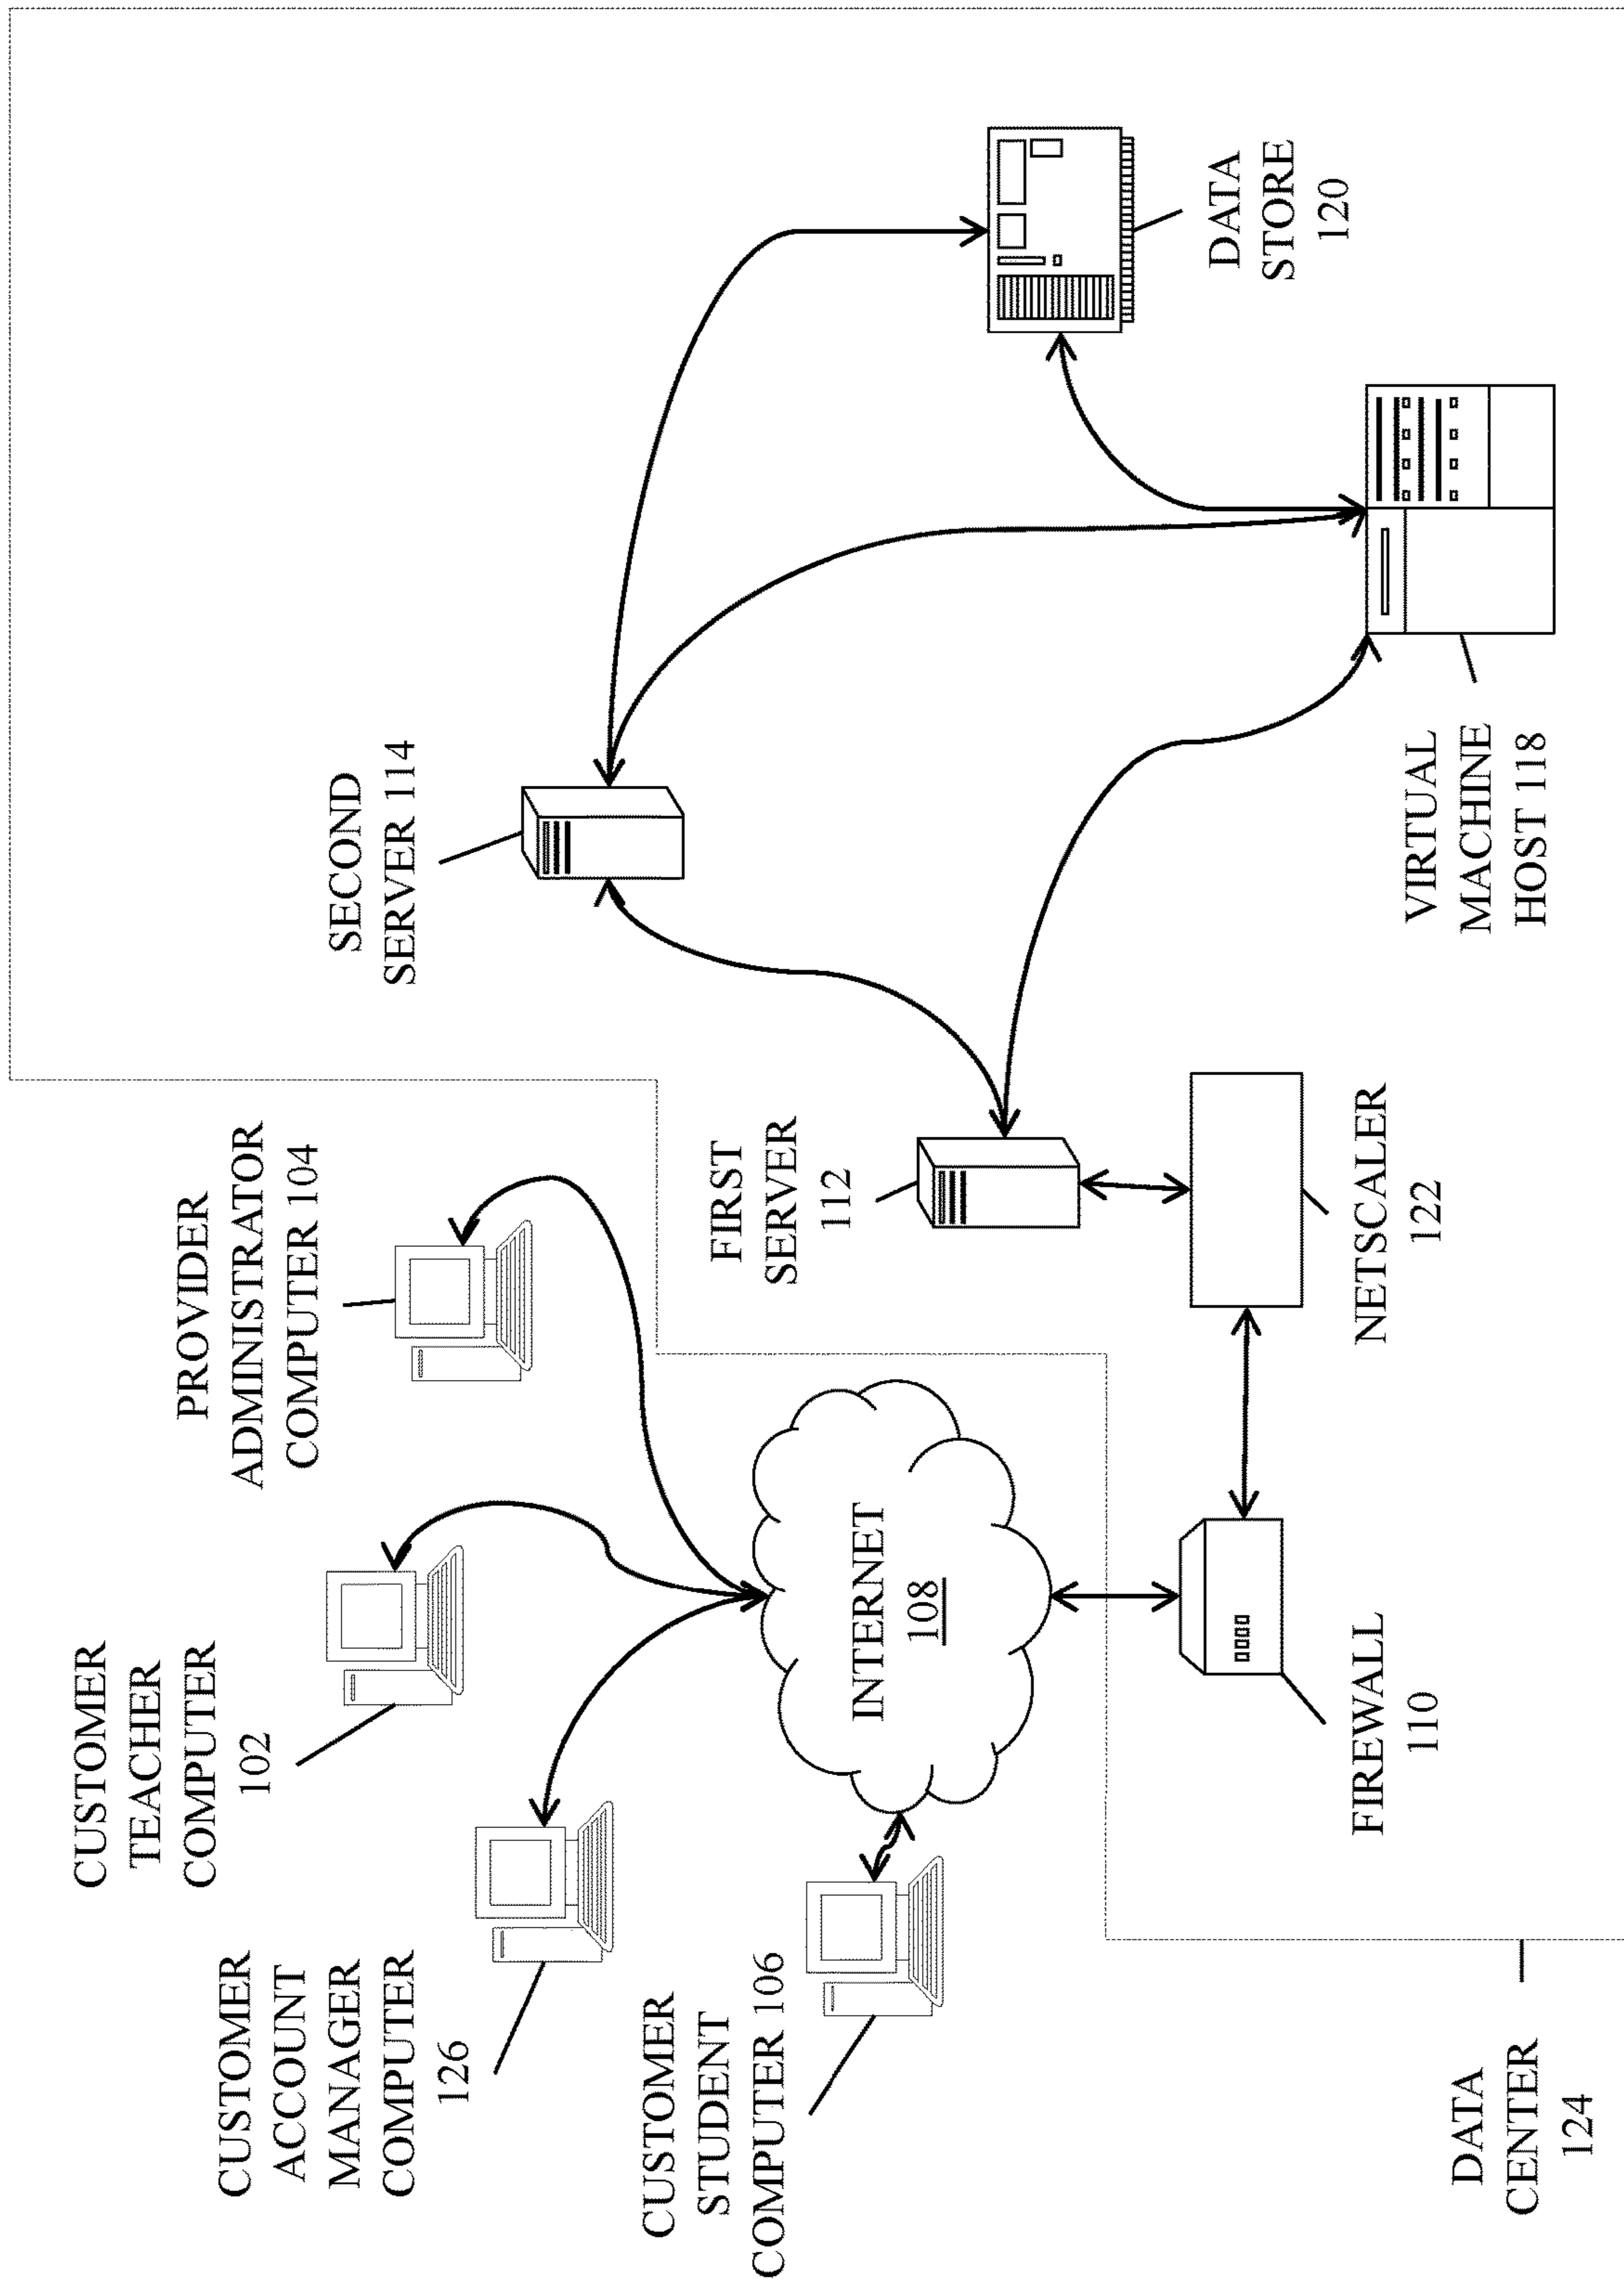 CUSTOMER
TEACHER
COMPUTER
102
PROVIDER
ADMINISTRATOR
COMPUTER 104
CUSTOMER
ACCOUNT
MANAGER
COMPUTER
126
SECOND
SERVER 114
CUSTOMER
STUDENT
COMPUTER 106
INTERNET
108
FIRST
SERVER
112
DATA
STORE
120
FIREWALL
110
NETSCALER
122
VIRTUAL
MACHINE
HOST 118
DATA
CENTER
124